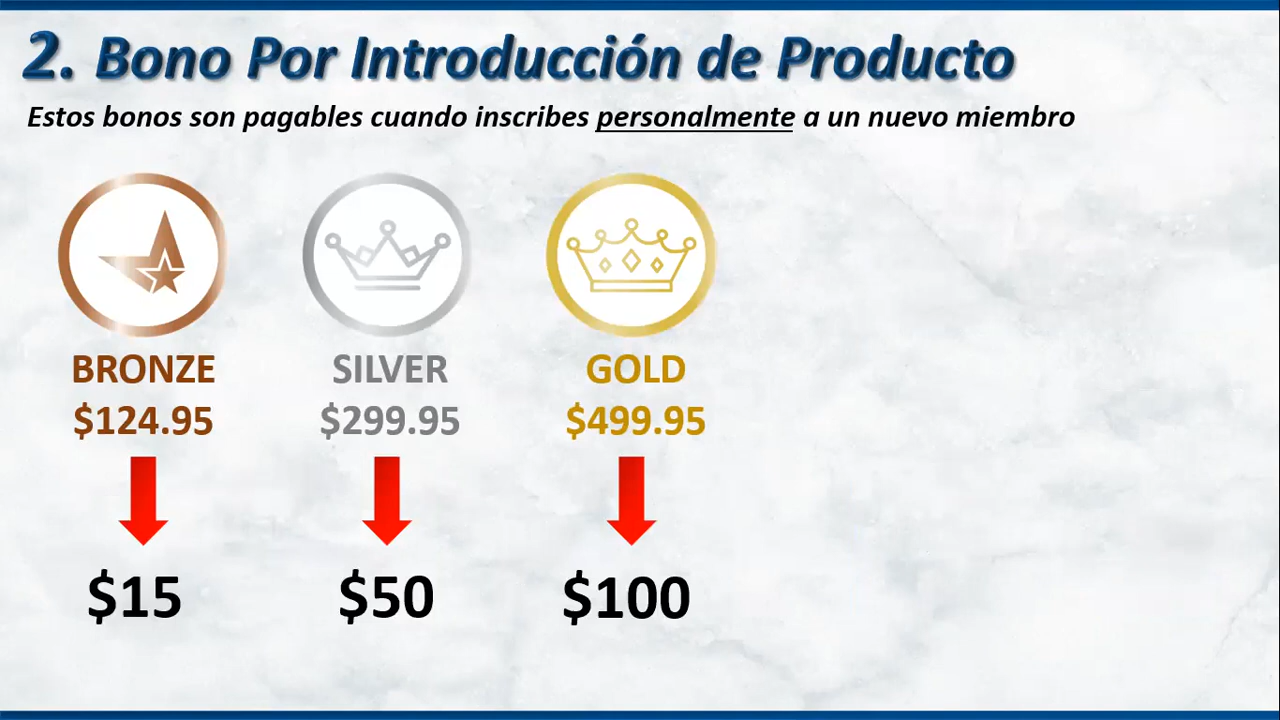 2. Bono Por Introducción de Producto
Estos bonos son pagables cuando inscribes personalmente a un nuevo miembro
BRONZE SILVER GOLD
$124.95 $299.95 $499.95
$15 $50 $100